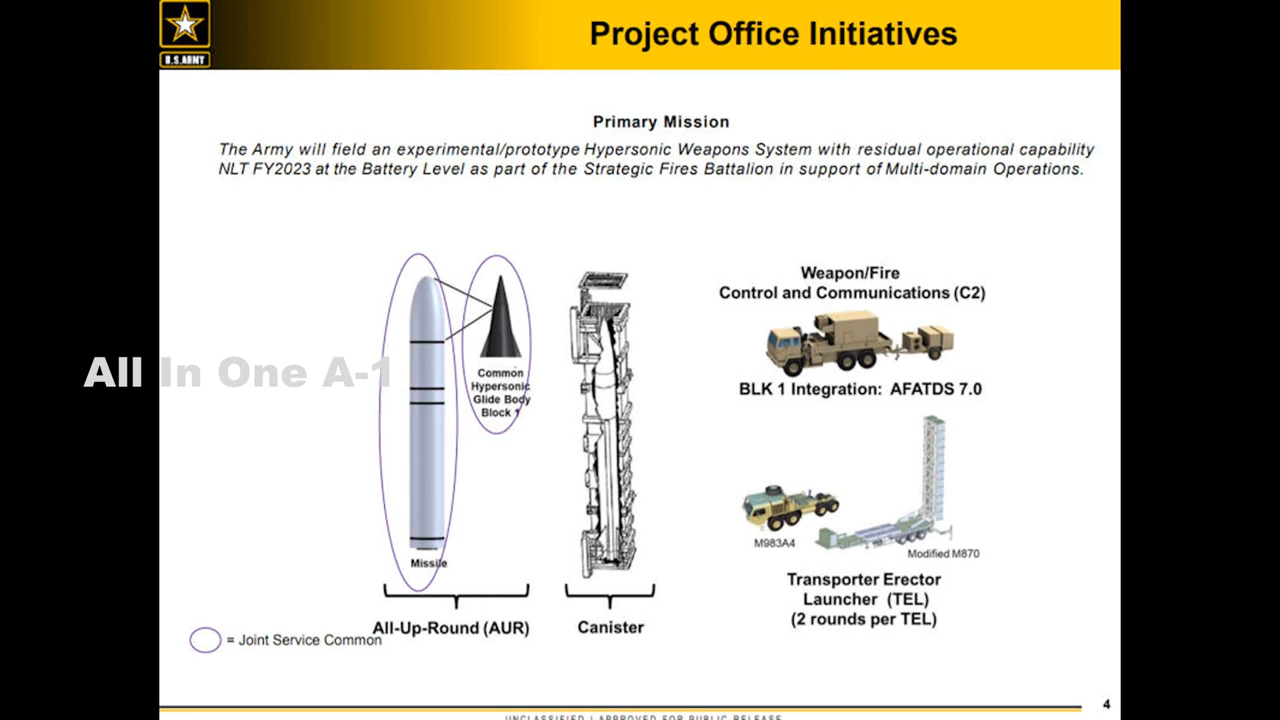 U.S.ARMY
Project Office Initiatives
Primary Mission
The Army will field an experimental/prototype Hypersonic Weapons System with residual operational capability
NLT FY2023 at the Battery Level as part of the Strategic Fires Battalion in support of Multi-domain Operations.
Weapon/Fire
Control and Communications (C2)
All In One A-1
Common
Hypersonic
Glide Body
Block 1
BLK 1 Integration: AFATDS 7.0
M983A4
Modified M870
Missile
Transporter Erector
Launcher (TEL)
(2 rounds per TEL)
All-Up-Round (AUR)
Canister
= Joint Service Common
4
UNCLASSIFIED | APPROVED FOR PUBLIC RELEASE